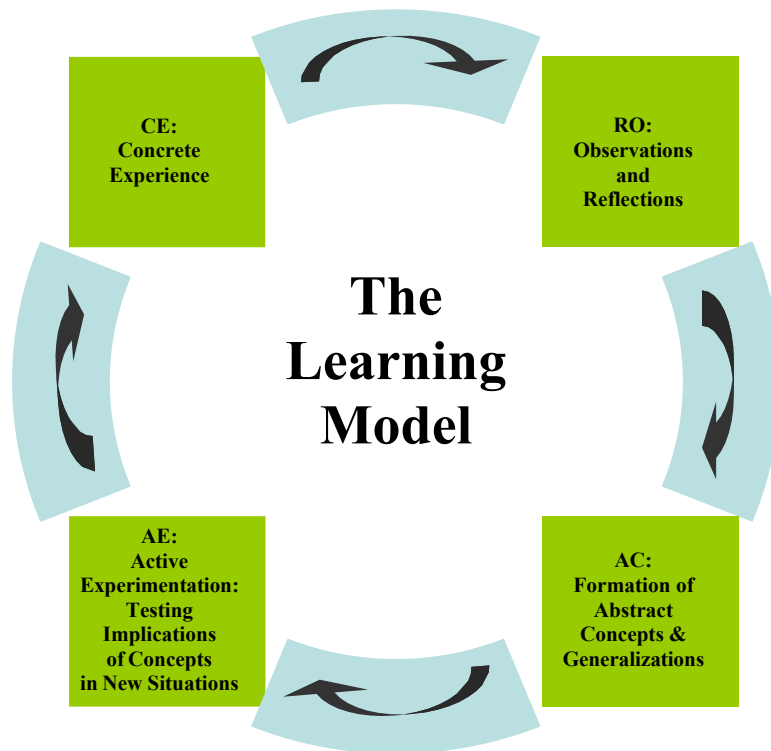 CE:
Concrete
Experience
RO:
Observations
and
Reflections
The
Learning
Model
AE:
Active
Experimentation:
Testing
Implications
of Concepts
in New Situations
AC:
Formation of
Abstract
Concepts &
Generalizations